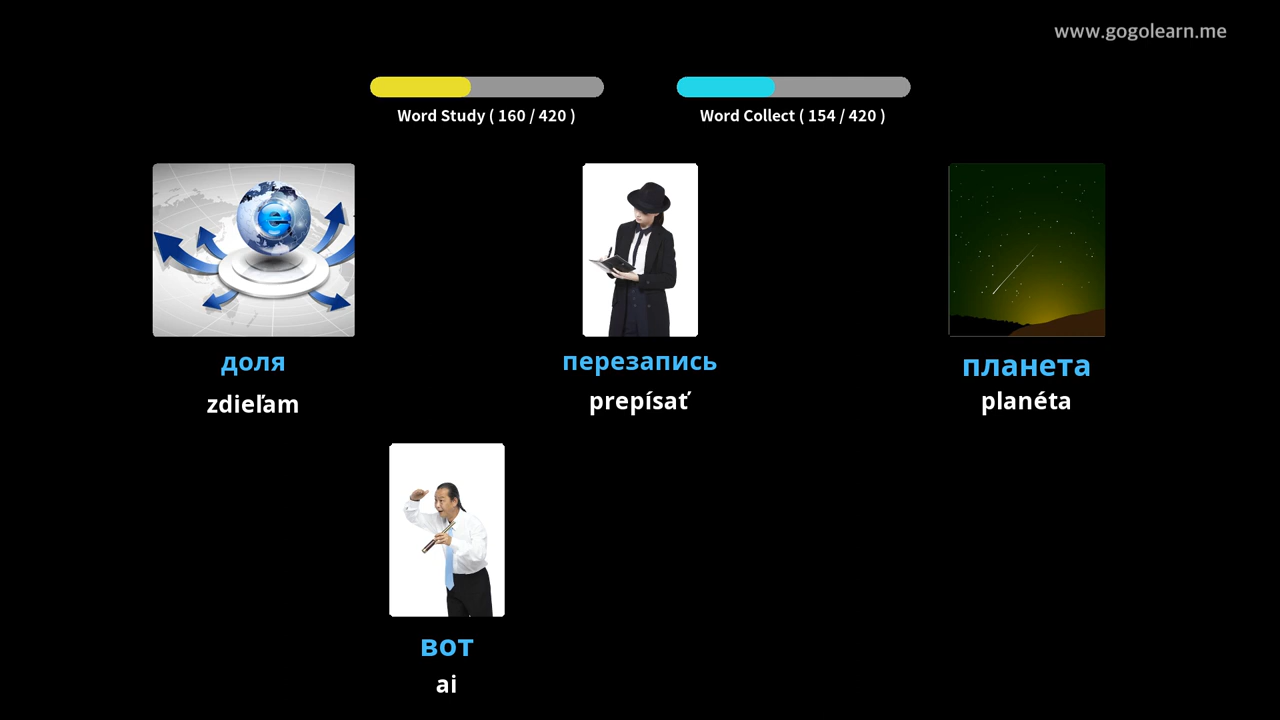 www.gogolearn.me
Word Study ( 160 / 420 )
Word Collect ( 154 / 420 )
e
доля
перезапись
планета
zdieľam
prepísať
planéta
вот
ai